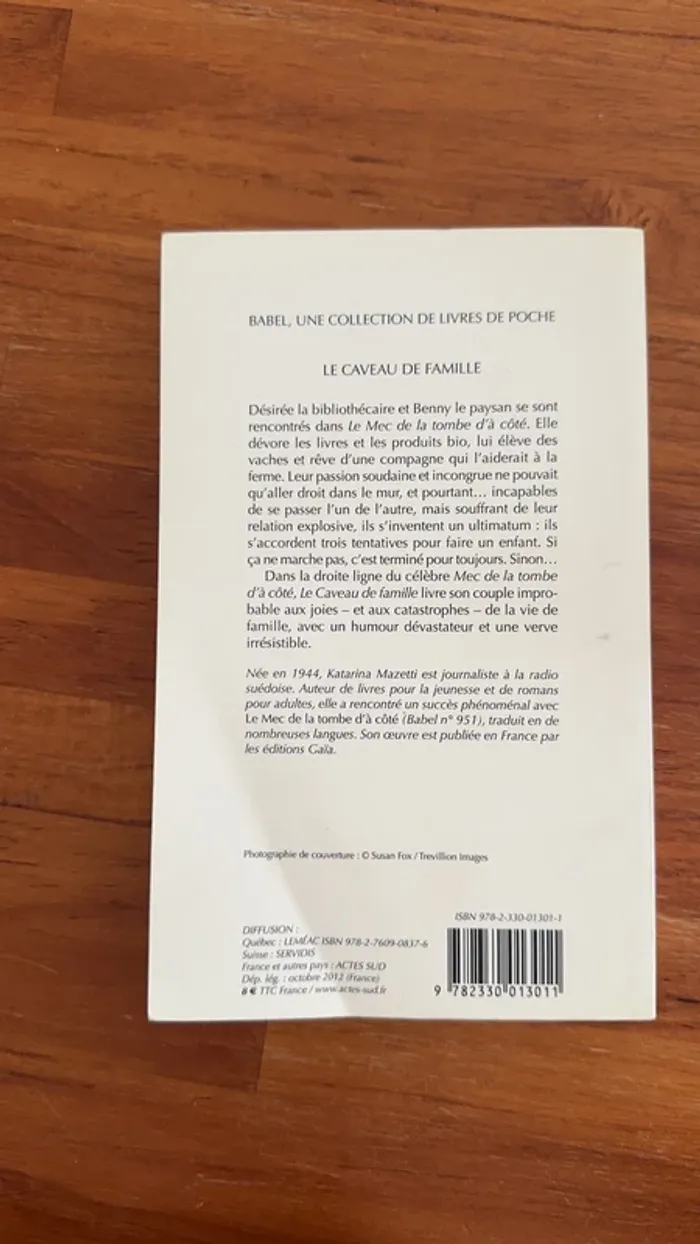 BABEL, UNE COLLECTION DE LIVRES DE POCHE
LE CAVEAU DE FAMILLE
Désirée la bibliothécaire et Benny le paysan se sont
rencontrés dans Le Mec de la tombe d'à côté. Elle
dévore les livres et les produits bio, lui élève des
vaches et rêve d'une compagne qui l'aiderait à la
ferme. Leur passion soudaine et incongrue ne pouvait
qu'aller droit dans le mur, et pourtant… incapables
de se passer l'un de l'autre, mais souffrant de leur
relation explosive, ils s'inventent un ultimatum : ils
s'accordent trois tentatives pour faire un enfant. Si
ça ne marche pas, c'est terminé pour toujours. Sinon…
Dans la droite ligne du célèbre Mec de la tombe
d'à côté, Le Caveau de famille livre son couple impro-
bable aux joies – et aux catastrophes – de la vie de
famille, avec un humour dévastateur et une verve
irrésistible.
Née en 1944, Katarina Mazetti est journaliste à la radio
suédoise. Auteur de livres pour la jeunesse et de romans
pour adultes, elle a rencontré un succès phénoménal avec
Le Mec de la tombe d'à côté (Babel n° 951), traduit en de
nombreuses langues. Son œuvre est publiée en France par
les éditions Gaïa.
Photographie de couverture : © Susan Fox / Trevillion Images
ISBN 978-2-330-01301-1
DIFFUSION :
Québec : LEMÉAC ISBN 978-2-7609-0837-6
Suisse : SERVIDIS
France et autres pays : ACTES SUD
Dép. lég. : octobre 2012 (France)
8 € TTC France / www.actes-sud.fr
9 782330 013011